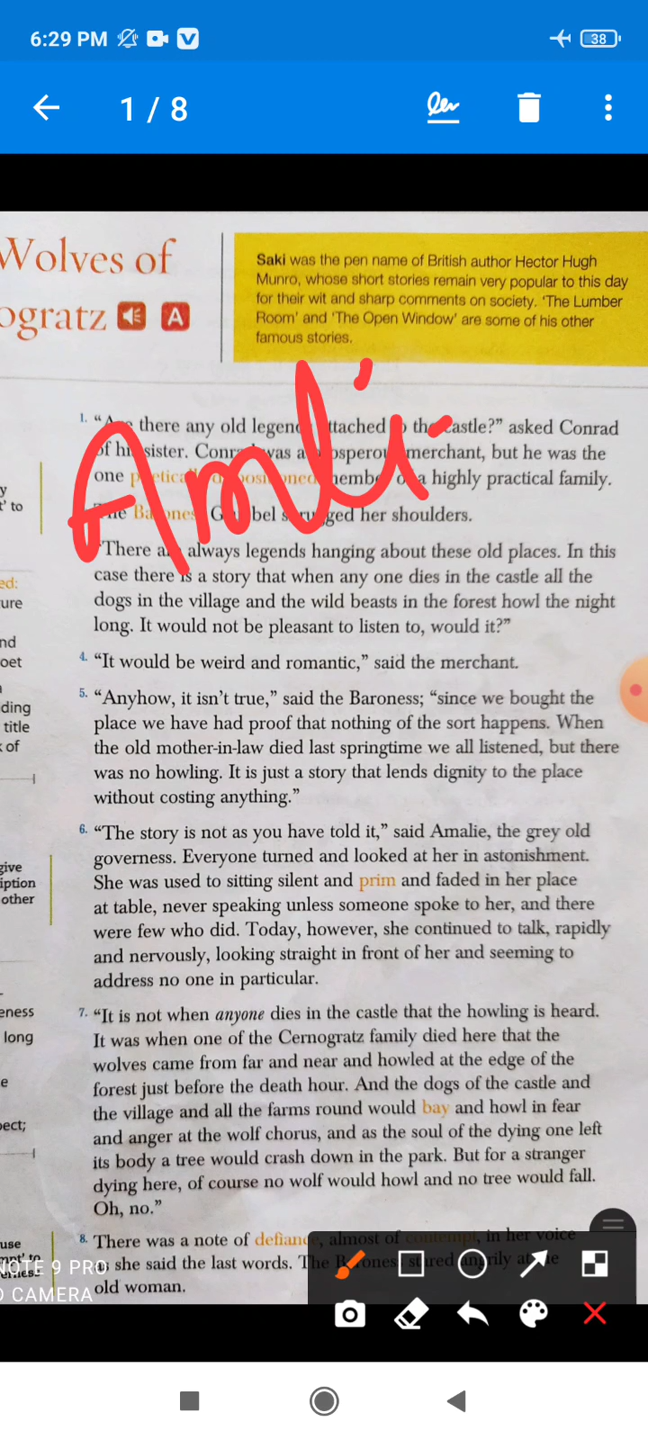 6:29 PM
38
1 / 8
Wolves of
ogratz A
Saki was the pen name of British author Hector Hugh
Munro, whose short stories remain very popular to this day
for their wit and sharp comments on society. ‘The Lumber
Room’ and ‘The Open Window’ are some of his other
famous stories.
1. “Are there any old legends attached to the castle?” asked Conrad
of his sister. Conrad was a prosperous merchant, but he was the
one poetically dispositioned member of a highly practical family.
The Baroness Gruebel shrugged her shoulders.
Amli
“There are always legends hanging about these old places. In this
case there is a story that when any one dies in the castle all the
dogs in the village and the wild beasts in the forest howl the night
long. It would not be pleasant to listen to, would it?”
4. “It would be weird and romantic,” said the merchant.
5. “Anyhow, it isn’t true,” said the Baroness; “since we bought the
place we have had proof that nothing of the sort happens. When
the old mother-in-law died last springtime we all listened, but there
was no howling. It is just a story that lends dignity to the place
without costing anything.”
6. “The story is not as you have told it,” said Amalie, the grey old
governess. Everyone turned and looked at her in astonishment.
She was used to sitting silent and prim and faded in her place
at table, never speaking unless someone spoke to her, and there
were few who did. Today, however, she continued to talk, rapidly
and nervously, looking straight in front of her and seeming to
address no one in particular.
7. “It is not when anyone dies in the castle that the howling is heard.
It was when one of the Cernogratz family died here that the
wolves came from far and near and howled at the edge of the
forest just before the death hour. And the dogs of the castle and
the village and all the farms round would bay and howl in fear
and anger at the wolf chorus, and as the soul of the dying one left
its body a tree would crash down in the park. But for a stranger
dying here, of course no wolf would howl and no tree would fall.
Oh, no.”
8. There was a note of defiance, almost of contempt, in her voice
as she said the last words. The Baroness stared angrily at the
old woman.
y
t’ to
ed:
ure
nd
oet
ding
title
of
give
iption
other
eness
long
e
pect;
use
NOTE 9 PRO
CAMERA